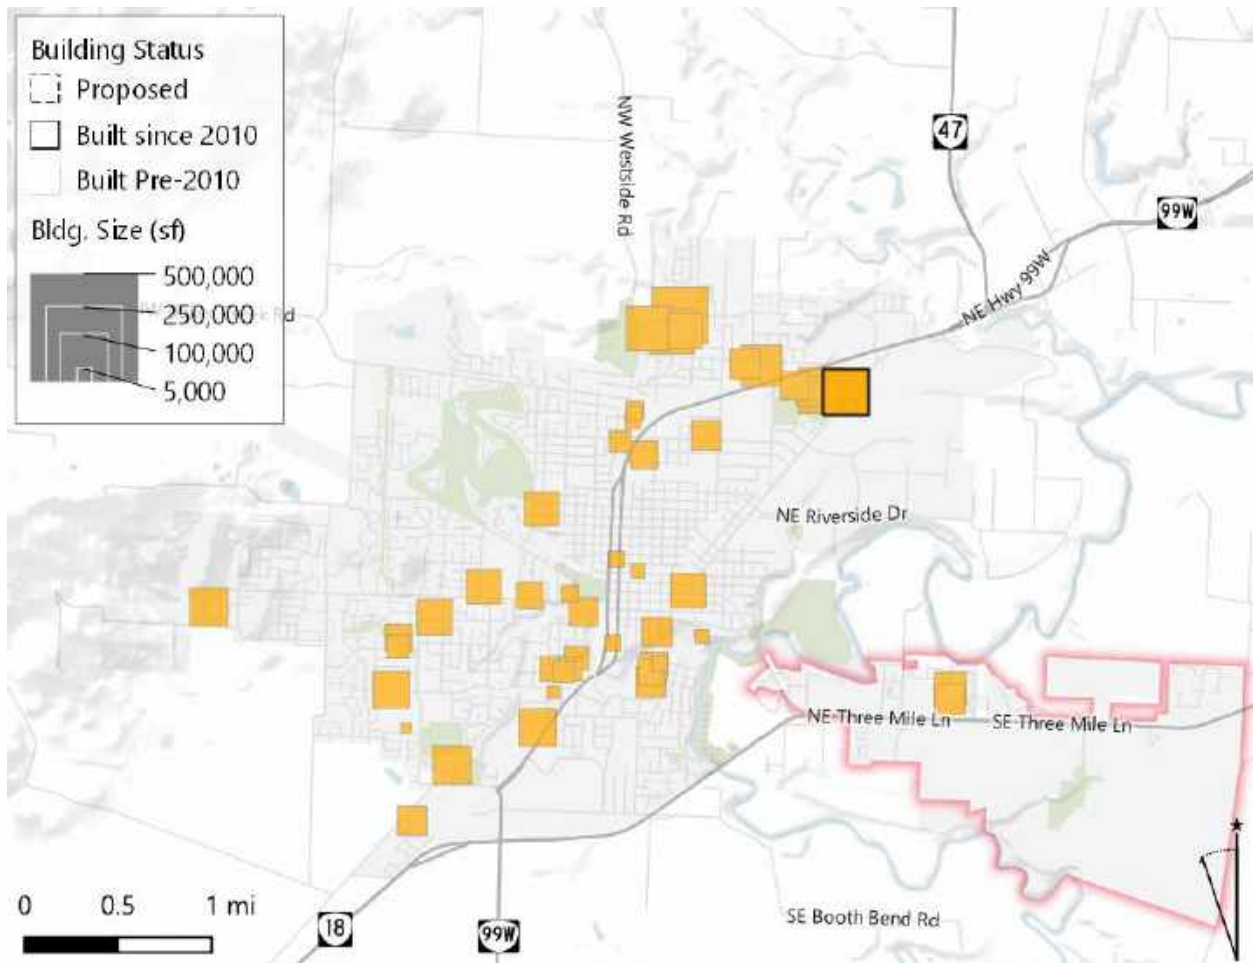 Building Status
Proposed
Built since 2010
Built Pre-2010
Bldg. Size (sf)
500,000
250,000
100,000
5,000
Rd
NW Westside Rd
47
99W
NE Hwy 99W
NE Riverside Dr
NE Three Mile Ln
SE Three Mile Ln
SE Booth Bend Rd
0 0.5 1 mi
18
99W